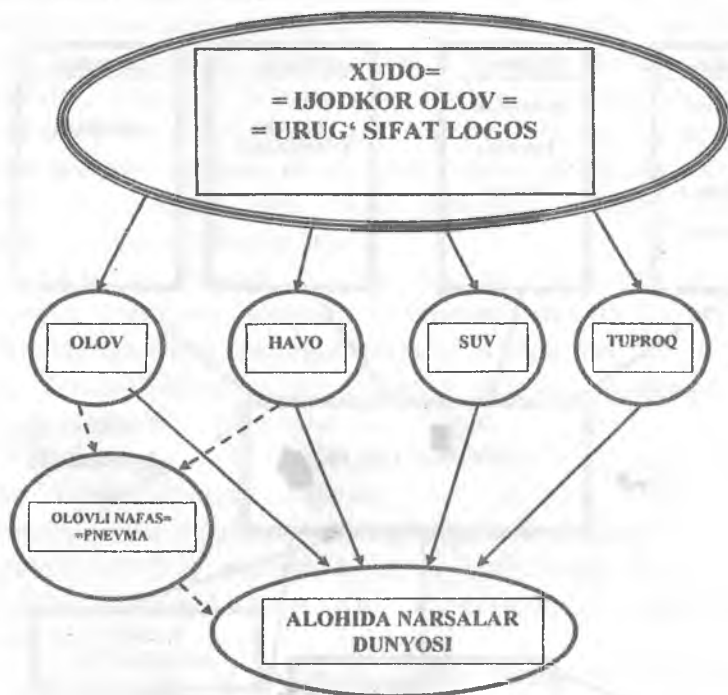 XUDO=
= IJODKOR OLOV =
= URUG‘ SIFAT LOGOS
OLOV
HAVO
SUV
TUPROQ
OLOVLI NAFAS=
=PNEVMA
ALOHIDA NARSALAR
DUNYOSI